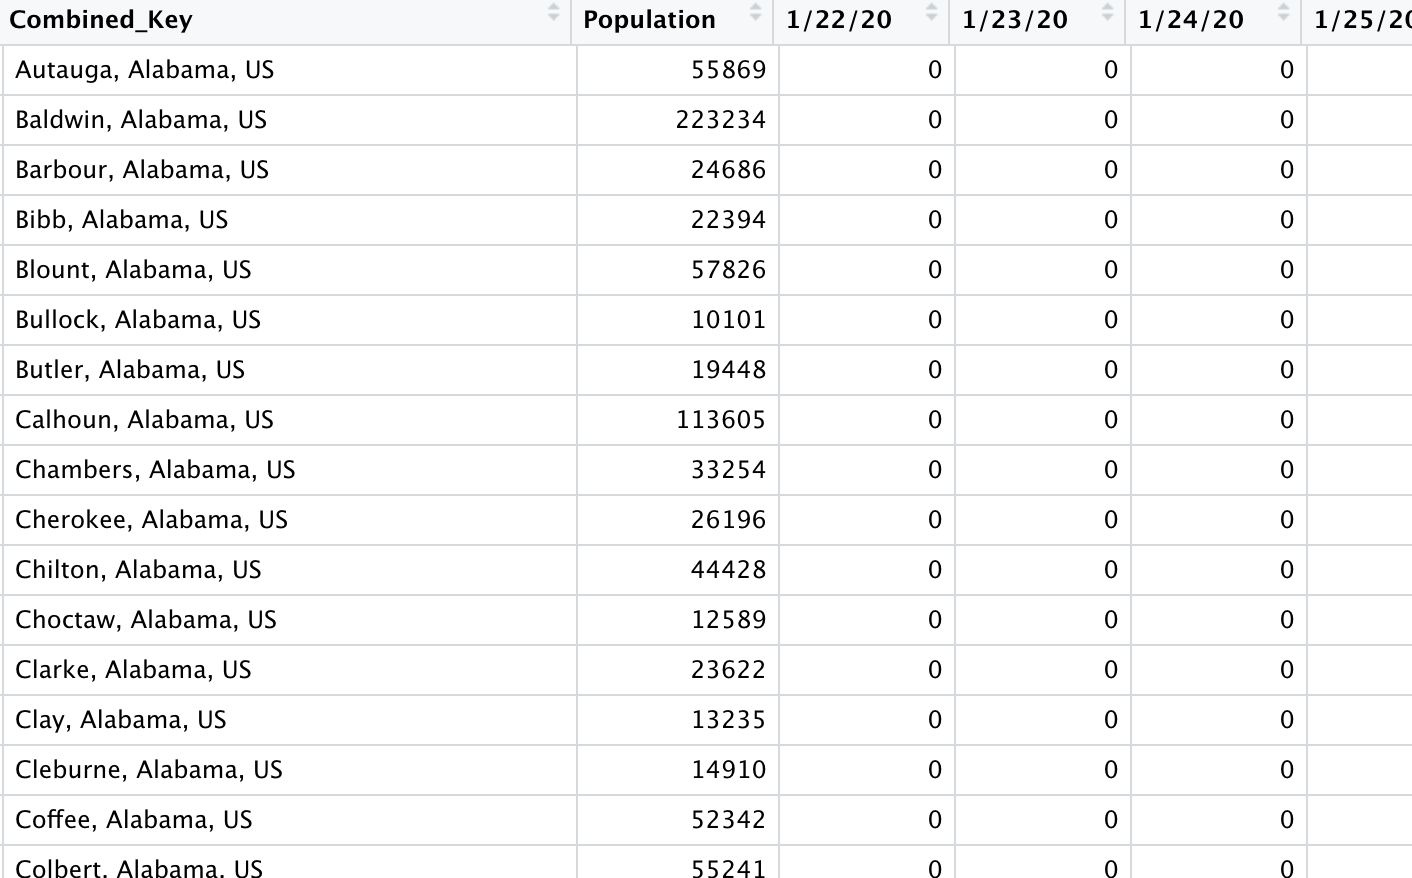 Combined_Key Population 1/22/20 1/23/20 1/24/20 1/25/20
Autauga, Alabama, US 55869 0 0 0
Baldwin, Alabama, US 223234 0 0 0
Barbour, Alabama, US 24686 0 0 0
Bibb, Alabama, US 22394 0 0 0
Blount, Alabama, US 57826 0 0 0
Bullock, Alabama, US 10101 0 0 0
Butler, Alabama, US 19448 0 0 0
Calhoun, Alabama, US 113605 0 0 0
Chambers, Alabama, US 33254 0 0 0
Cherokee, Alabama, US 26196 0 0 0
Chilton, Alabama, US 44428 0 0 0
Choctaw, Alabama, US 12589 0 0 0
Clarke, Alabama, US 23622 0 0 0
Clay, Alabama, US 13235 0 0 0
Cleburne, Alabama, US 14910 0 0 0
Coffee, Alabama, US 52342 0 0 0
Colbert, Alabama, US 55241 0 0 0